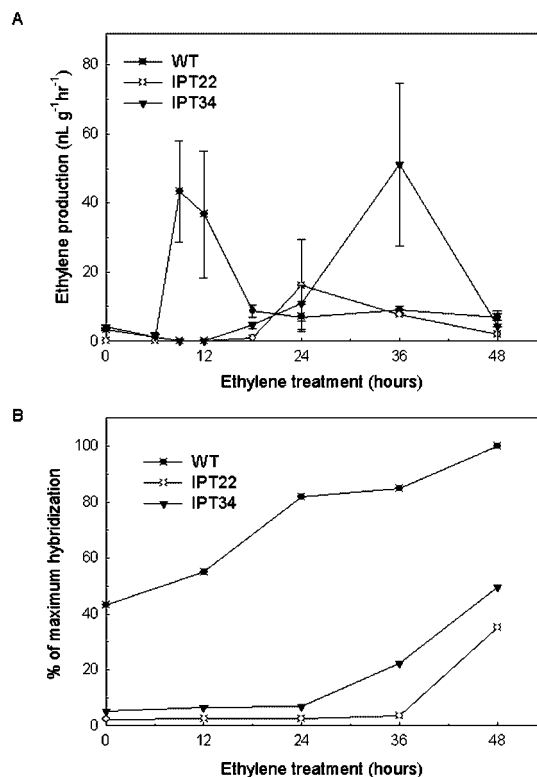 A
WT
IPT22
IPT34
80
60
40
20
0
Ethylene production (nL g⁻¹hr⁻¹)
0 12 24 36 48
Ethylene treatment (hours)
B
WT
IPT22
IPT34
100
80
60
40
20
0
% of maximum hybridization
0 12 24 36 48
Ethylene treatment (hours)